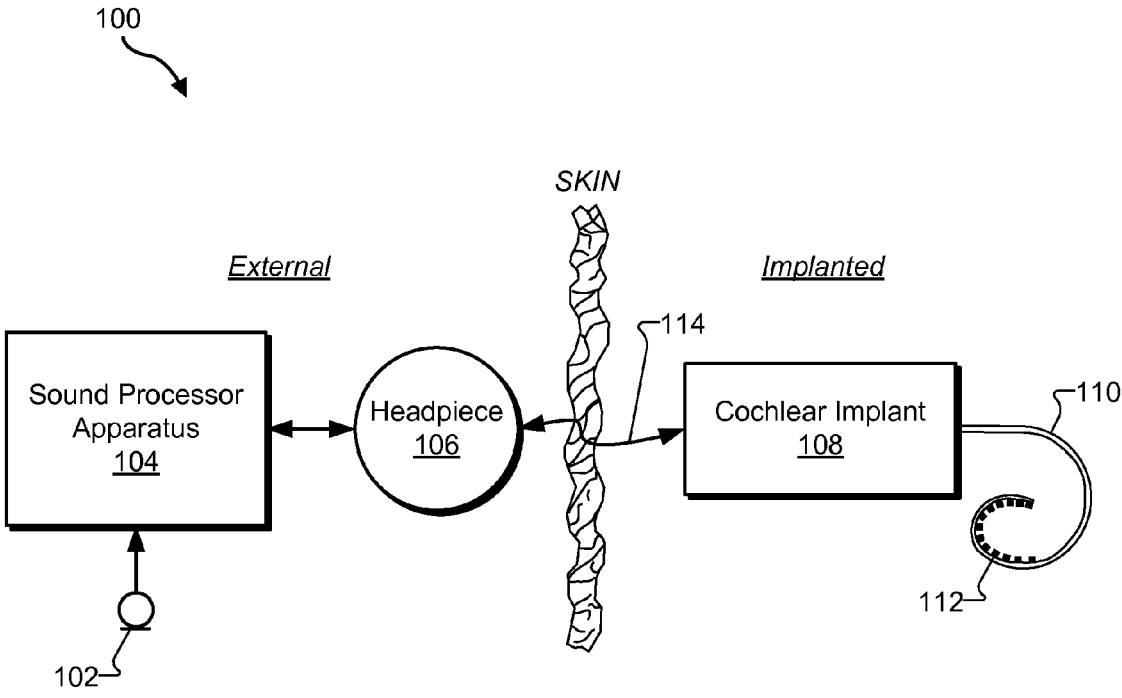 100
SKIN
External
Implanted
114
Sound Processor
Apparatus
104
Headpiece
106
Cochlear Implant
108
110
112
102